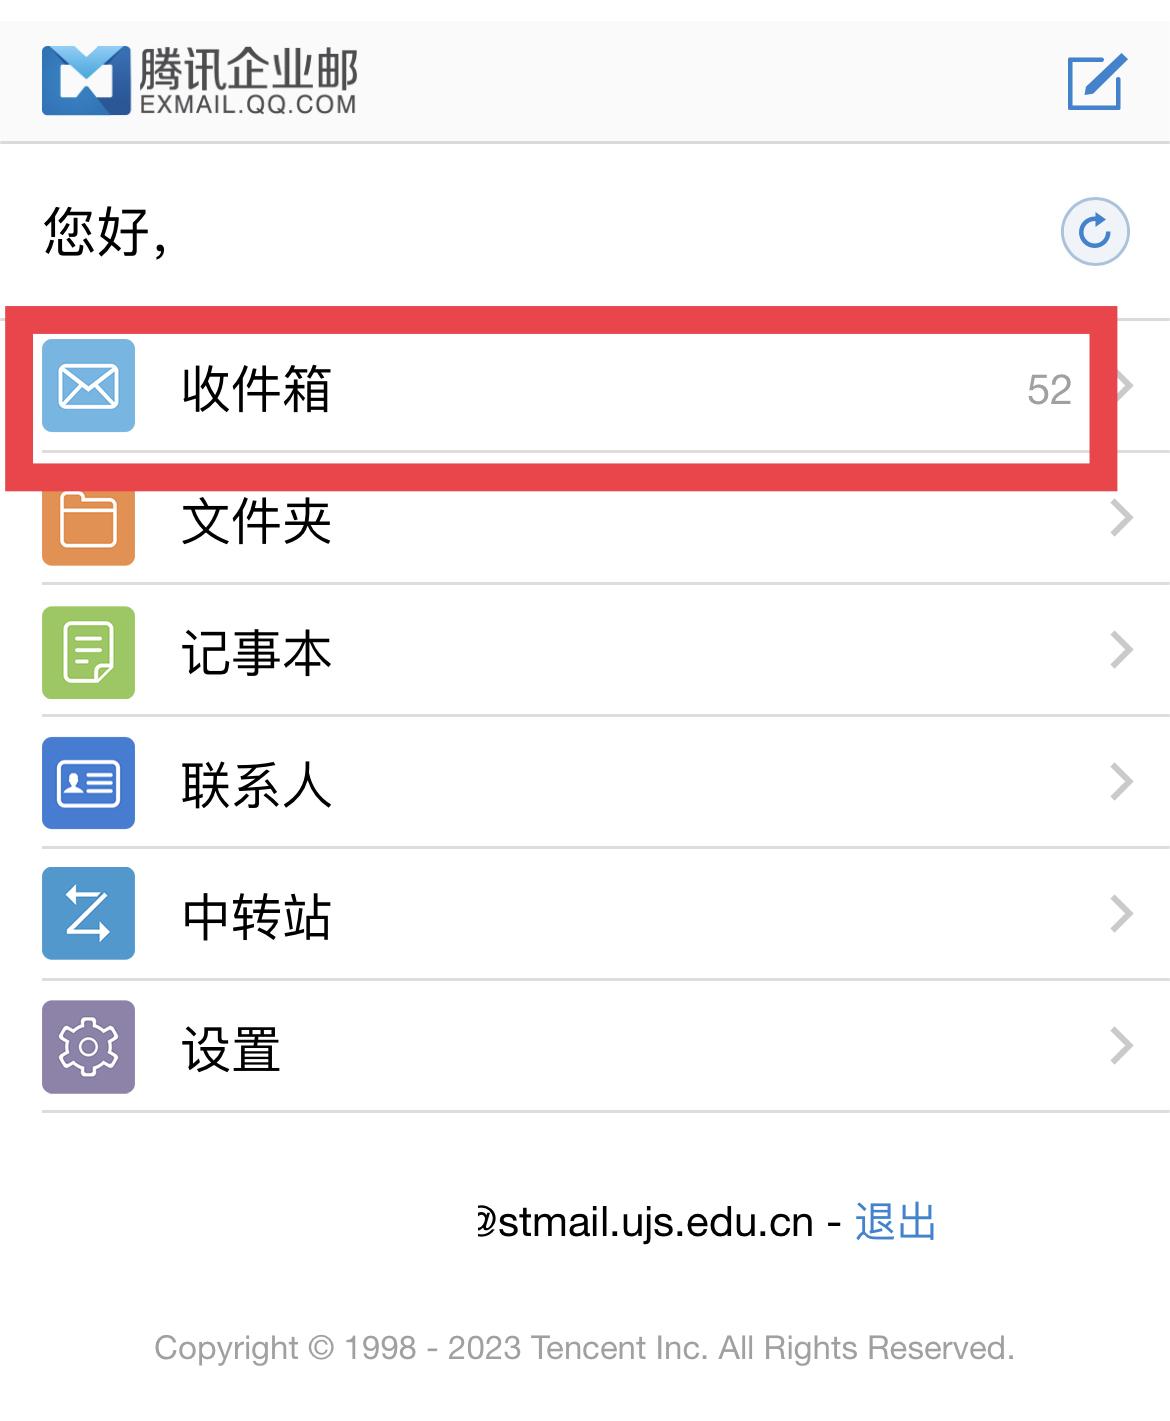 腾讯企业邮
EXMAIL.QQ.COM
您好,
收件箱 52
文件夹
记事本
联系人
中转站
设置
@stmail.ujs.edu.cn - 退出
Copyright © 1998 - 2023 Tencent Inc. All Rights Reserved.